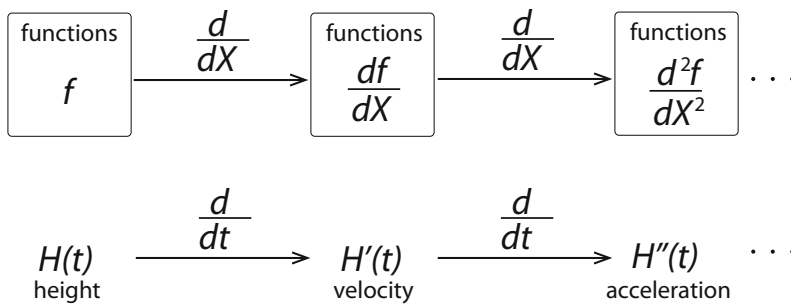 functions
f
d
dX
functions
df
dX
d
dX
functions
d²f
dX²
. . .
H(t)
height
d
dt
H′(t)
velocity
d
dt
H″(t)
acceleration
. . .